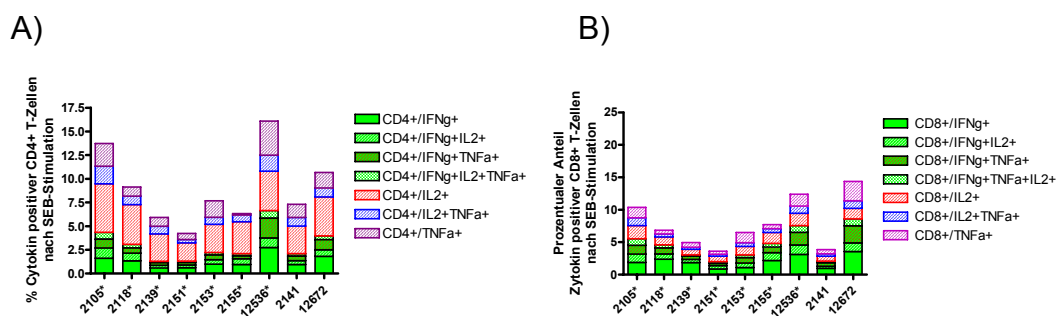 A)
% Cytokin positiver CD4+ T-Zellen
nach SEB-Stimulation
17.5
15.0
12.5
10.0
7.5
5.0
2.5
0.0
2105*
2118*
2139*
2151*
2153*
2155*
12536*
2141
12672
CD4+/IFNg+
CD4+/IFNg+IL2+
CD4+/IFNg+TNFa+
CD4+/IFNg+IL2+TNFa+
CD4+/IL2+
CD4+/IL2+TNFa+
CD4+/TNFa+
B)
Prozentualer Anteil
Zytokin positiver CD8+ T-Zellen
nach SEB-Stimulation
25
20
15
10
5
0
2105*
2118*
2139*
2151*
2153*
2155*
12536*
2141
12672
CD8+/IFNg+
CD8+/IFNg+IL2+
CD8+/IFNg+TNFa+
CD8+/IFNg+TNFa+IL2+
CD8+/IL2+
CD8+/IL2+TNFa+
CD8+/TNFa+